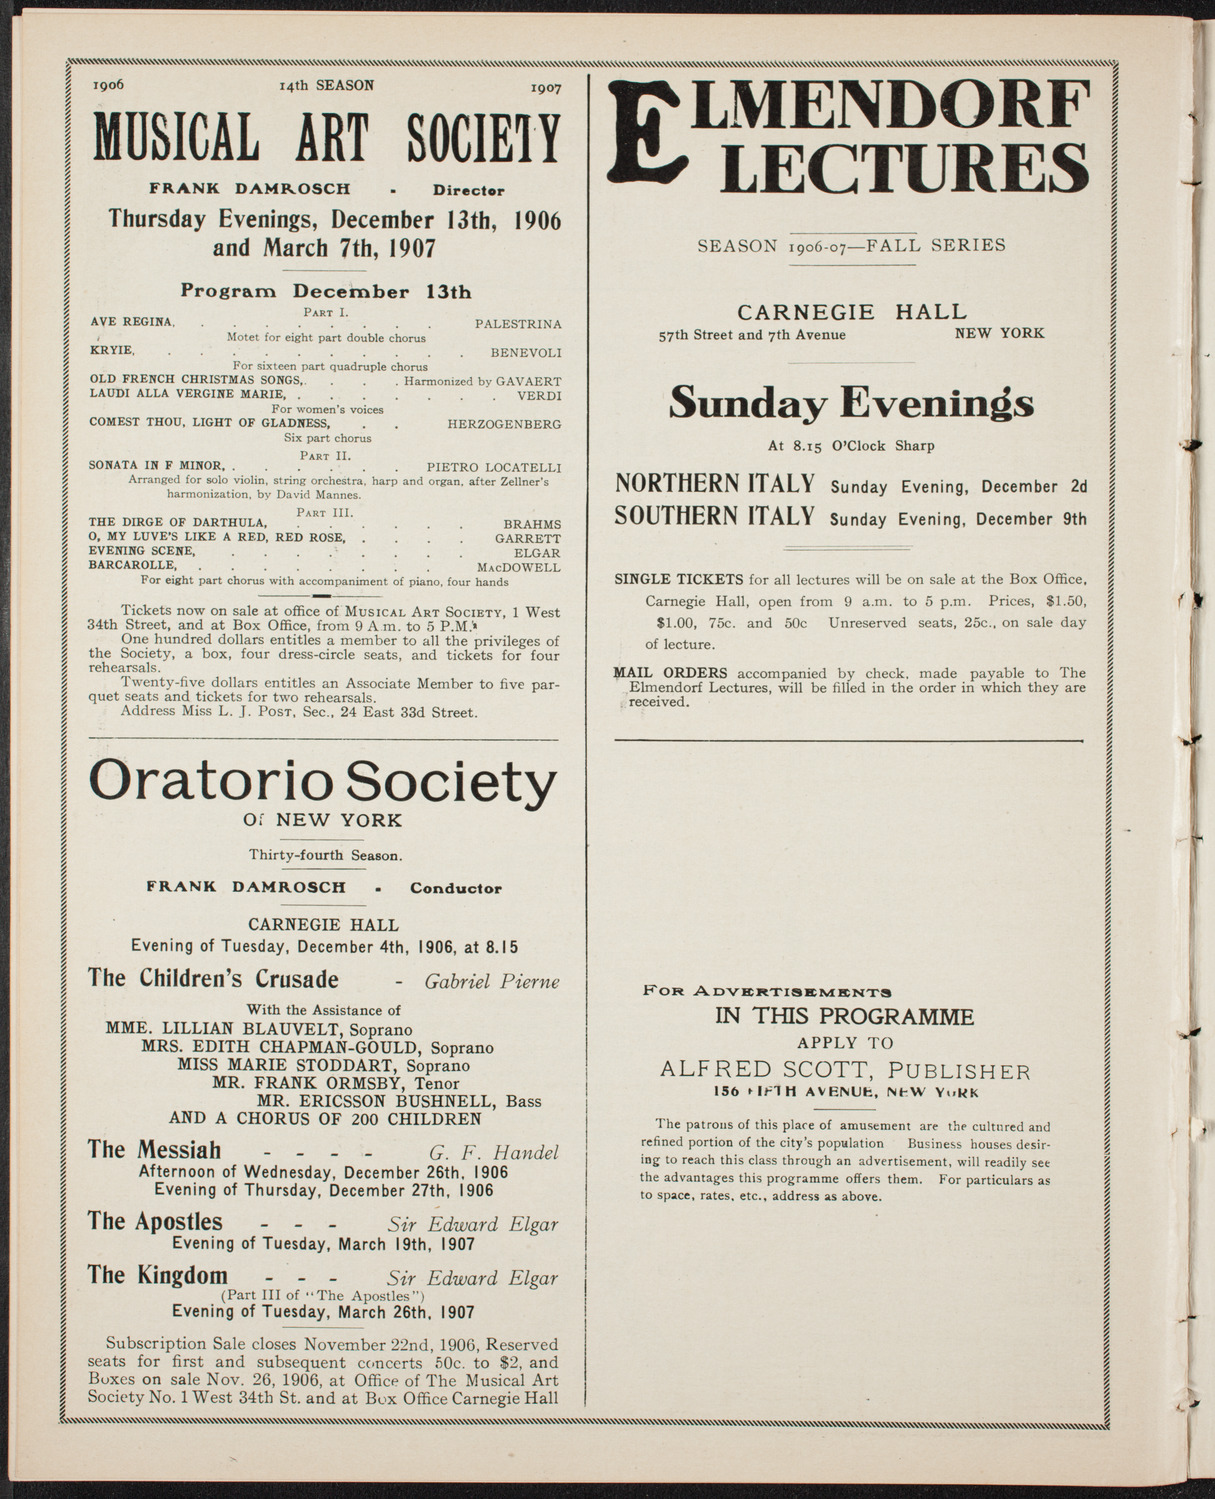 1906 14th SEASON 1907
MUSICAL ART SOCIETY
FRANK DAMROSCH - Director
Thursday Evenings, December 13th, 1906
and March 7th, 1907
Program December 13th
PART I.
AVE REGINA, . . . . . . . PALESTRINA
Motet for eight part double chorus
KRYIE, . . . . . . . . . . BENEVOLI
For sixteen part quadruple chorus
OLD FRENCH CHRISTMAS SONGS, . . . . Harmonized by GAVAERT
LAUDI ALLA VERGINE MARIE, . . . . . . . VERDI
For women's voices
COMEST THOU, LIGHT OF GLADNESS, . . HERZOGENBERG
Six part chorus
PART II.
SONATA IN F MINOR, . . . . . . PIETRO LOCATELLI
Arranged for solo violin, string orchestra, harp and organ, after Zellner's
harmonization, by David Mannes.
PART III.
THE DIRGE OF DARTHULA, . . . . . . BRAHMS
O, MY LUVE'S LIKE A RED, RED ROSE, . . . . GARRETT
EVENING SCENE, . . . . . . . . ELGAR
BARCAROLLE, . . . . . . . . MACDOWELL
For eight part chorus with accompaniment of piano, four hands
Tickets now on sale at office of MUSICAL ART SOCIETY, 1 West
34th Street, and at Box Office, from 9 A.m. to 5 P.M.
One hundred dollars entitles a member to all the privileges of
the Society, a box, four dress-circle seats, and tickets for four
rehearsals.
Twenty-five dollars entitles an Associate Member to five par-
quet seats and tickets for two rehearsals.
Address Miss L. J. POST, Sec., 24 East 33d Street.
Oratorio Society
Of NEW YORK
Thirty-fourth Season.
FRANK DAMROSCH - Conductor
CARNEGIE HALL
Evening of Tuesday, December 4th, 1906, at 8.15
The Children's Crusade - Gabriel Pierne
With the Assistance of
MME. LILLIAN BLAUVELT, Soprano
MRS. EDITH CHAPMAN-GOULD, Soprano
MISS MARIE STODDART, Soprano
MR. FRANK ORMSBY, Tenor
MR. ERICSSON BUSHNELL, Bass
AND A CHORUS OF 200 CHILDREN
The Messiah - - - - G. F. Handel
Afternoon of Wednesday, December 26th, 1906
Evening of Thursday, December 27th, 1906
The Apostles - - - Sir Edward Elgar
Evening of Tuesday, March 19th, 1907
The Kingdom - - - Sir Edward Elgar
(Part III of "The Apostles")
Evening of Tuesday, March 26th, 1907
Subscription Sale closes November 22nd, 1906, Reserved
seats for first and subsequent concerts 50c. to $2, and
Boxes on sale Nov. 26, 1906, at Office of The Musical Art
Society No. 1 West 34th St. and at Box Office Carnegie Hall
ELMENDORF
LECTURES
SEASON 1906-07—FALL SERIES
CARNEGIE HALL
57th Street and 7th Avenue NEW YORK
Sunday Evenings
At 8.15 O'Clock Sharp
NORTHERN ITALY Sunday Evening, December 2d
SOUTHERN ITALY Sunday Evening, December 9th
SINGLE TICKETS for all lectures will be on sale at the Box Office,
Carnegie Hall, open from 9 a.m. to 5 p.m. Prices, $1.50,
$1.00, 75c. and 50c Unreserved seats, 25c., on sale day
of lecture.
MAIL ORDERS accompanied by check, made payable to The
Elmendorf Lectures, will be filled in the order in which they are
received.
FOR ADVERTISEMENTS
IN THIS PROGRAMME
APPLY TO
ALFRED SCOTT, PUBLISHER
156 FIFTH AVENUE, NEW YORK
The patrons of this place of amusement are the cultured and
refined portion of the city's population Business houses desir-
ing to reach this class through an advertisement, will readily see
the advantages this programme offers them. For particulars as
to space, rates, etc., address as above.